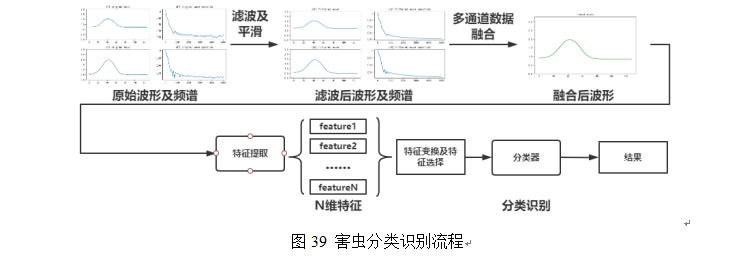 滤波及
平滑
多通道数据
融合
原始波形及频谱
滤波后波形及频谱
融合后波形
特征提取
feature1
feature2
……
featureN
N维特征
特征变换及特
征选择
分类器
结果
分类识别
图 39 害虫分类识别流程